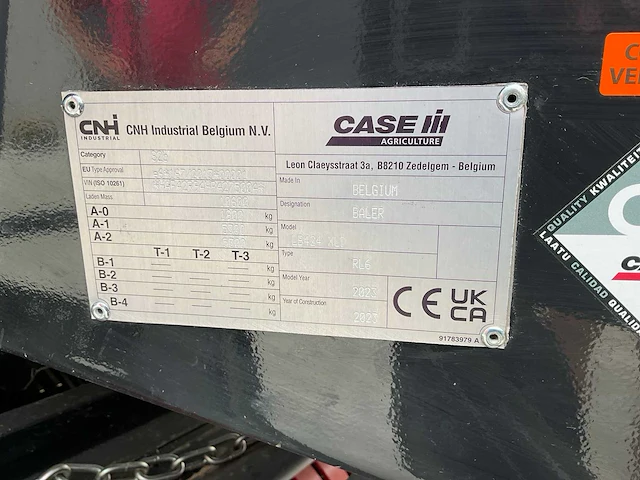 CNH
INDUSTRIAL
CNH Industrial Belgium N.V.
Category
EU Type Approval
VIN (ISO 10261)
Laden Mass
A-0 kg
A-1 kg
A-2 kg
T-1 T-2 T-3
B-1 kg
B-2 kg
B-3 kg
B-4 kg
CASE IH
AGRICULTURE
Leon Claeysstraat 3a, B8210 Zedelgem - Belgium
Made In
BELGIUM
Designation
BALER
Model
Type
Model Year
2023
Year of Construction
2023
CE UK
CA
91783979 A
QUALITY KWALITEIT
LAATU CALIDAD